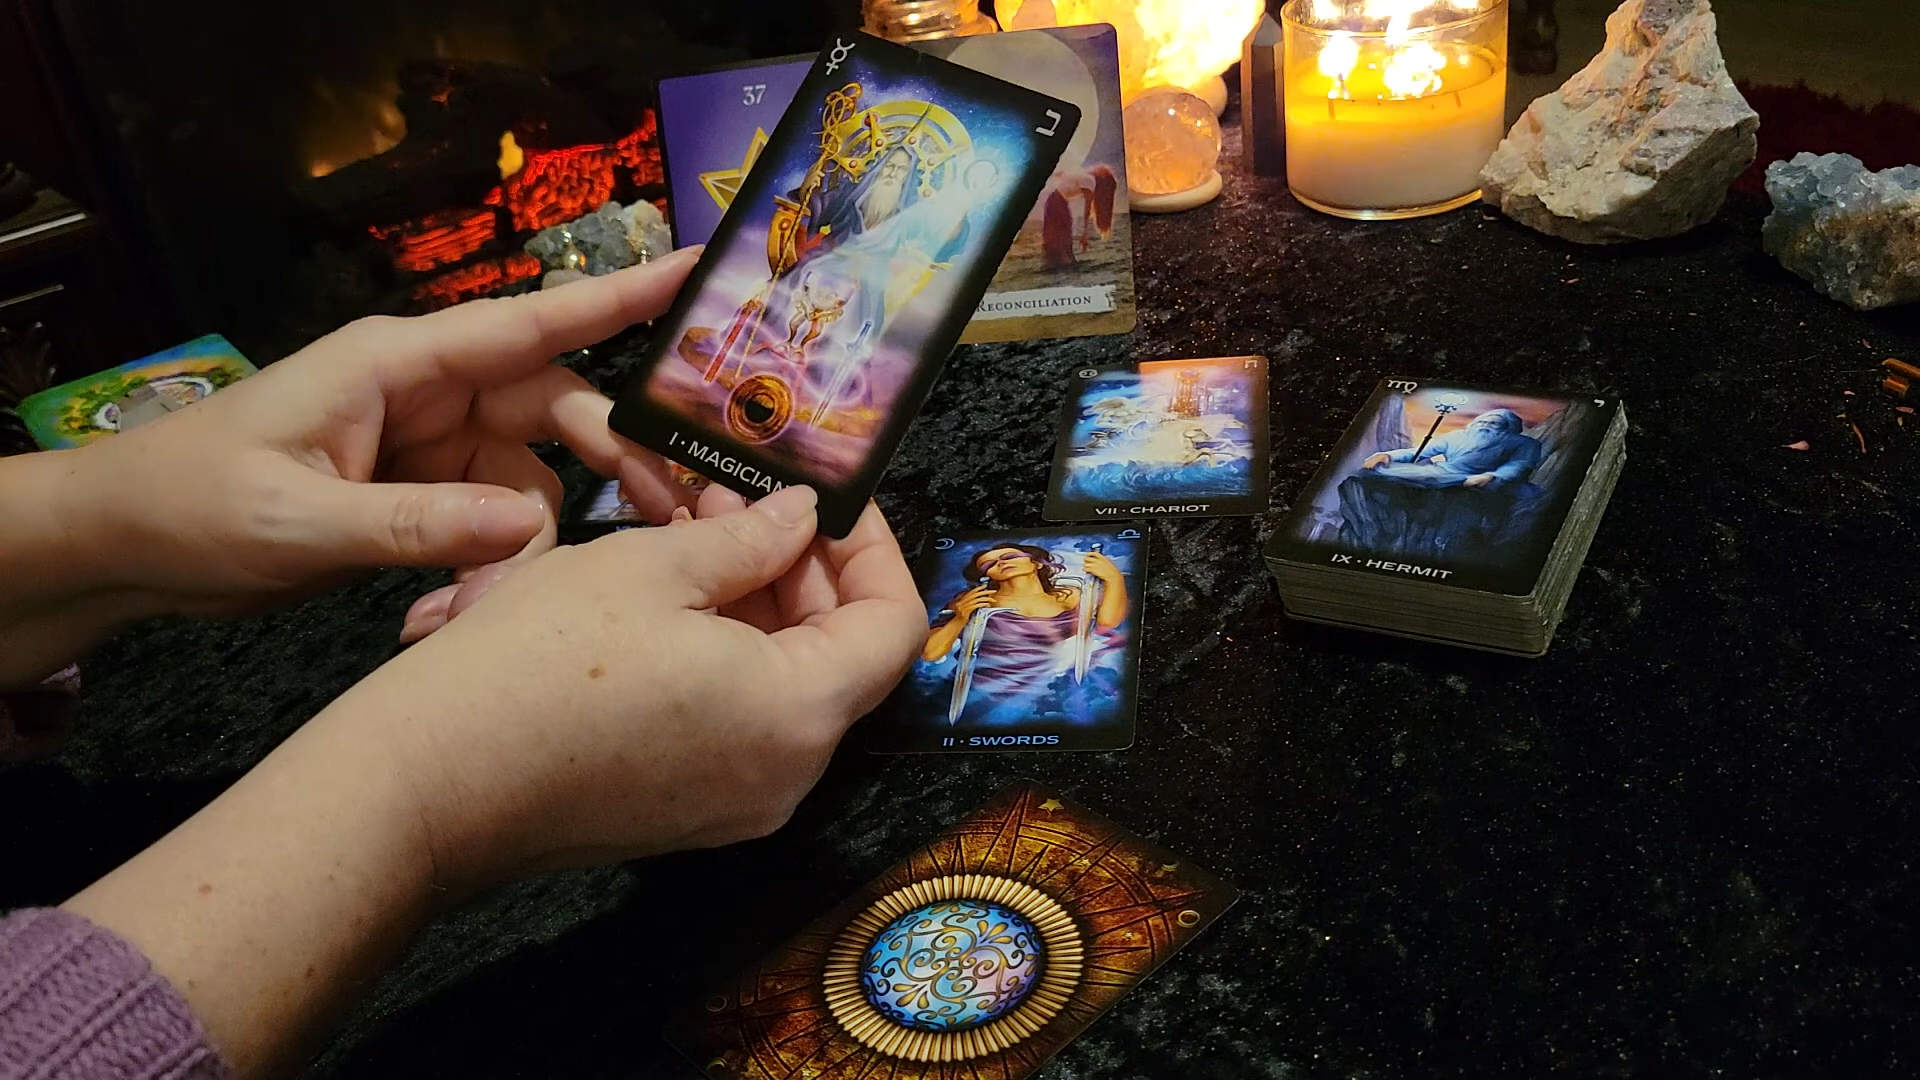 37
RECONCILIATION
I · MAGICIAN
VII · CHARIOT
IX · HERMIT
II · SWORDS